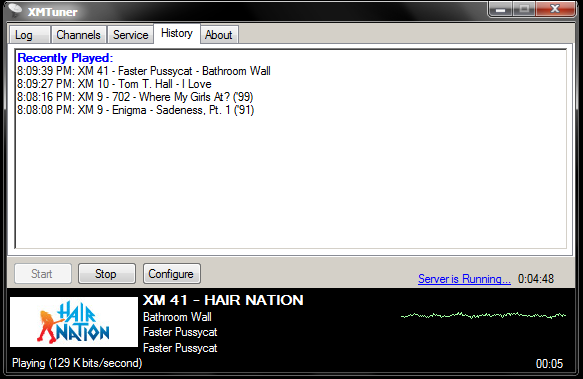 XMTuner
Log Channels Service History About
Recently Played:
8:09:39 PM: XM 41 - Faster Pussycat - Bathroom Wall
8:09:27 PM: XM 10 - Tom T. Hall - I Love
8:08:16 PM: XM 9 - 702 - Where My Girls At? ('99)
8:08:08 PM: XM 9 - Enigma - Sadeness, Pt. 1 ('91)
Start Stop Configure
Server is Running... 0:04:48
HAIR
NATION
XM 41 - HAIR NATION
Bathroom Wall
Faster Pussycat
Faster Pussycat
Playing (129 K bits/second) 00:05